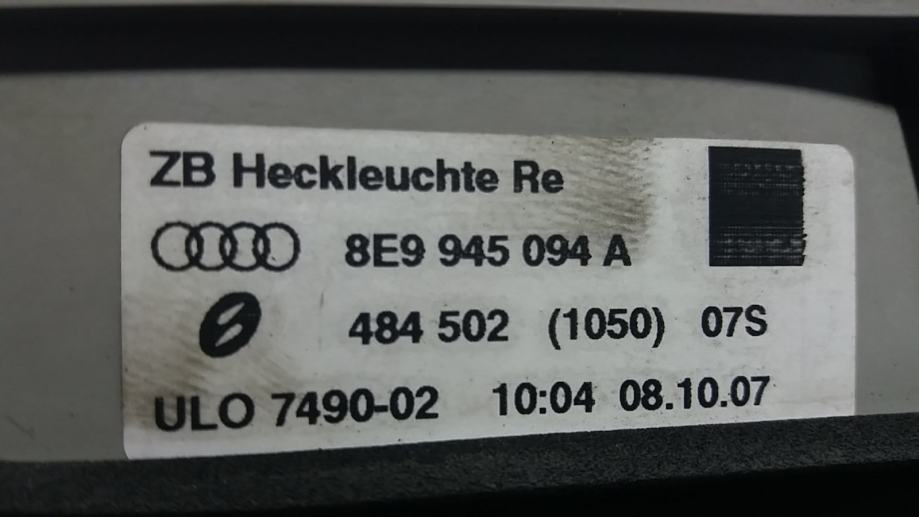 ZB Heckleuchte Re
8E9 945 094 A
484 502 (1050) 07S
ULO 7490-02 10:04 08.10.07